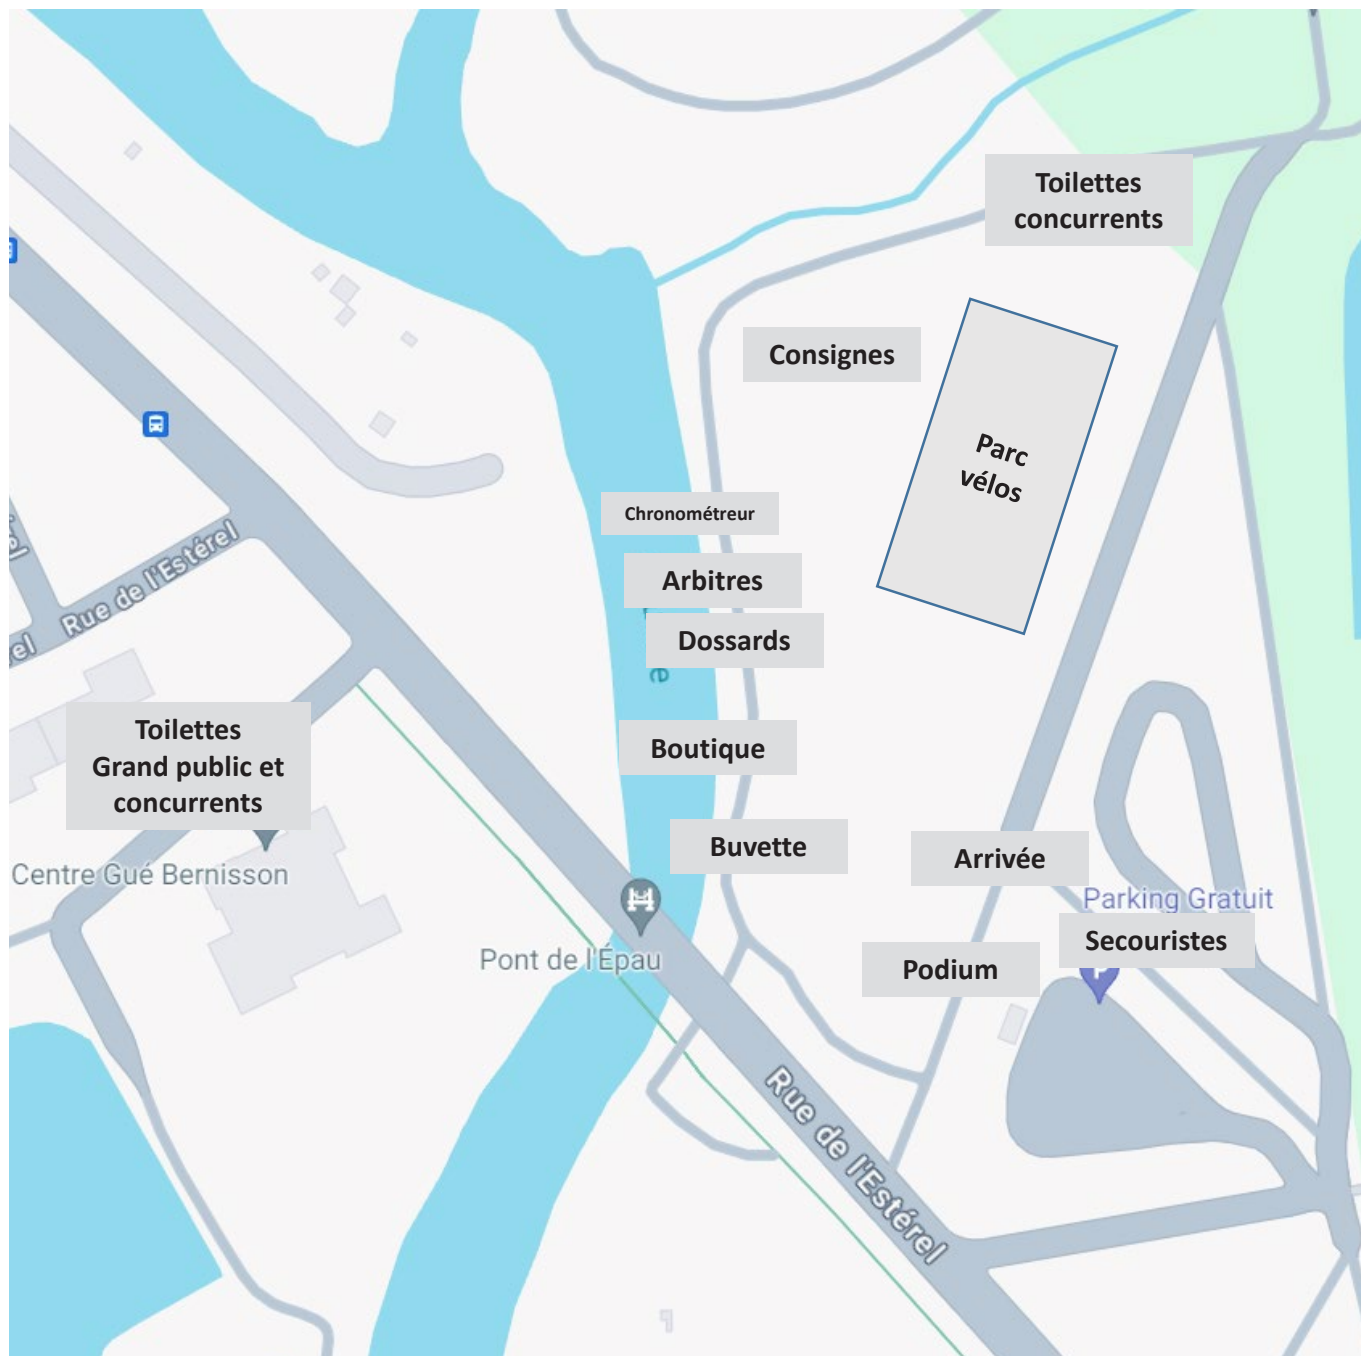 Toilettes
concurrents
Consignes
Parc
vélos
Chronométreur
Arbitres
Rue de l'Estérel
el
Dossards
e
Toilettes
Grand public et
concurrents
Boutique
Buvette
Arrivée
Centre Gué Bernisson
Parking Gratuit
Secouristes
Pont de l'Épau
Podium
P
Rue de l'Estérel